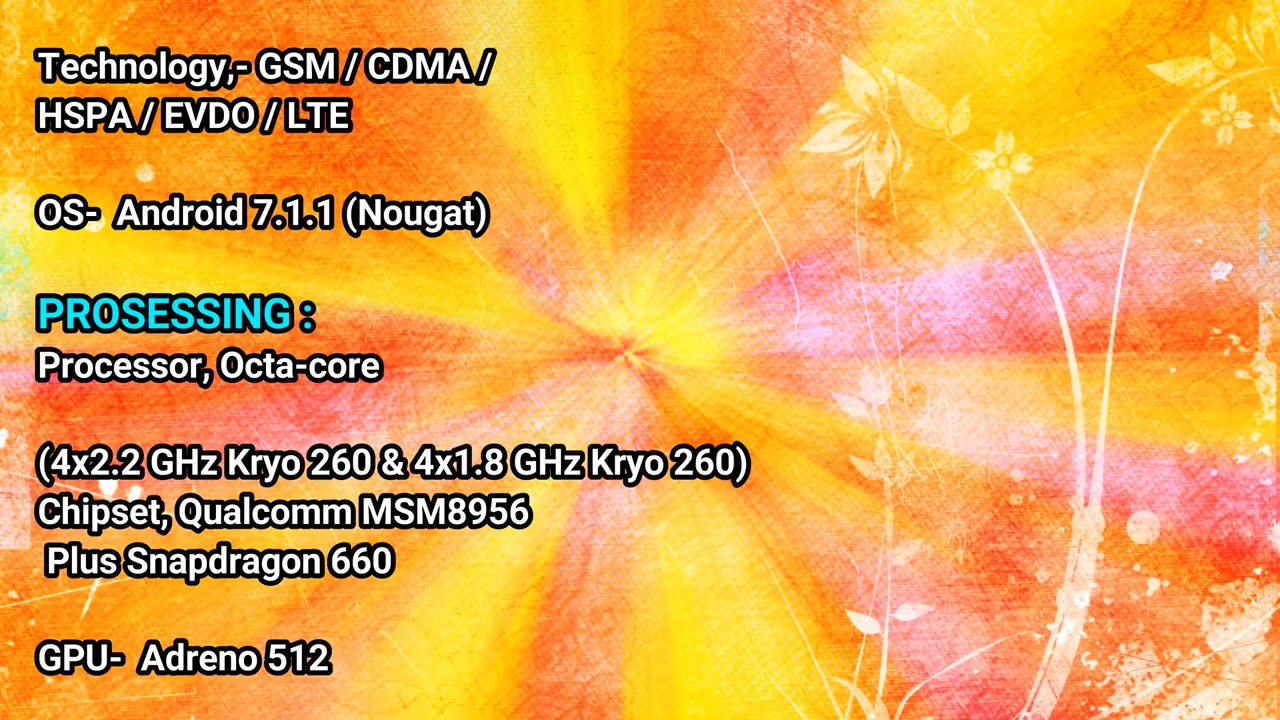 Technology,- GSM / CDMA /
HSPA / EVDO / LTE
OS-  Android 7.1.1 (Nougat)
PROSESSING :
Processor, Octa-core
(4x2.2 GHz Kryo 260 & 4x1.8 GHz Kryo 260)
Chipset, Qualcomm MSM8956
Plus Snapdragon 660
GPU-  Adreno 512